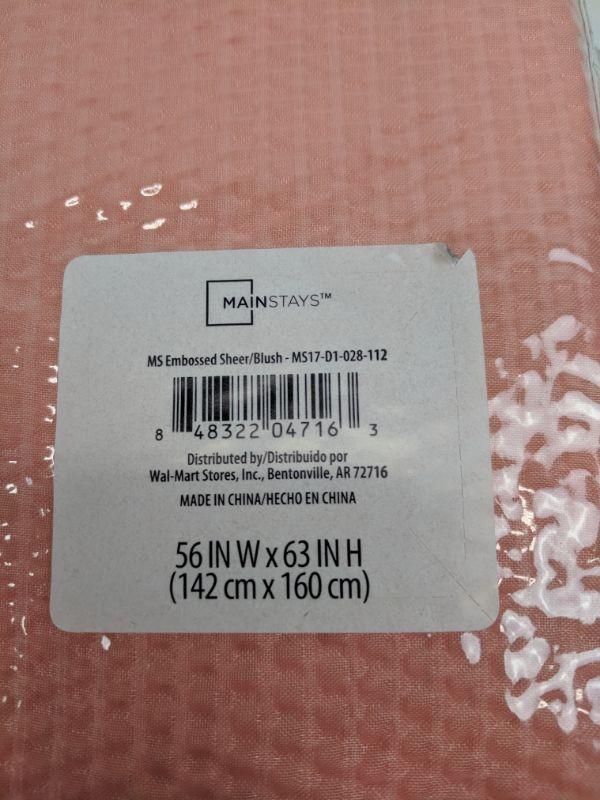 MAINSTAYS™
MS Embossed Sheer/Blush - MS17-D1-028-112
8 48322 04716 3
Distributed by/Distribuido por
Wal-Mart Stores, Inc., Bentonville, AR 72716
MADE IN CHINA/HECHO EN CHINA
56 IN W x 63 IN H
(142 cm x 160 cm)